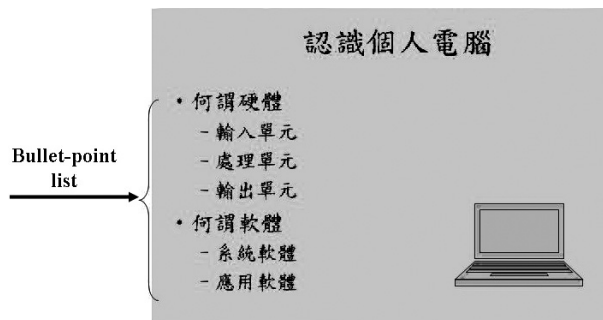 認識個人電腦
• 何謂硬體
- 輸入單元
- 處理單元
- 輸出單元
• 何謂軟體
- 系統軟體
- 應用軟體
Bullet-point
list